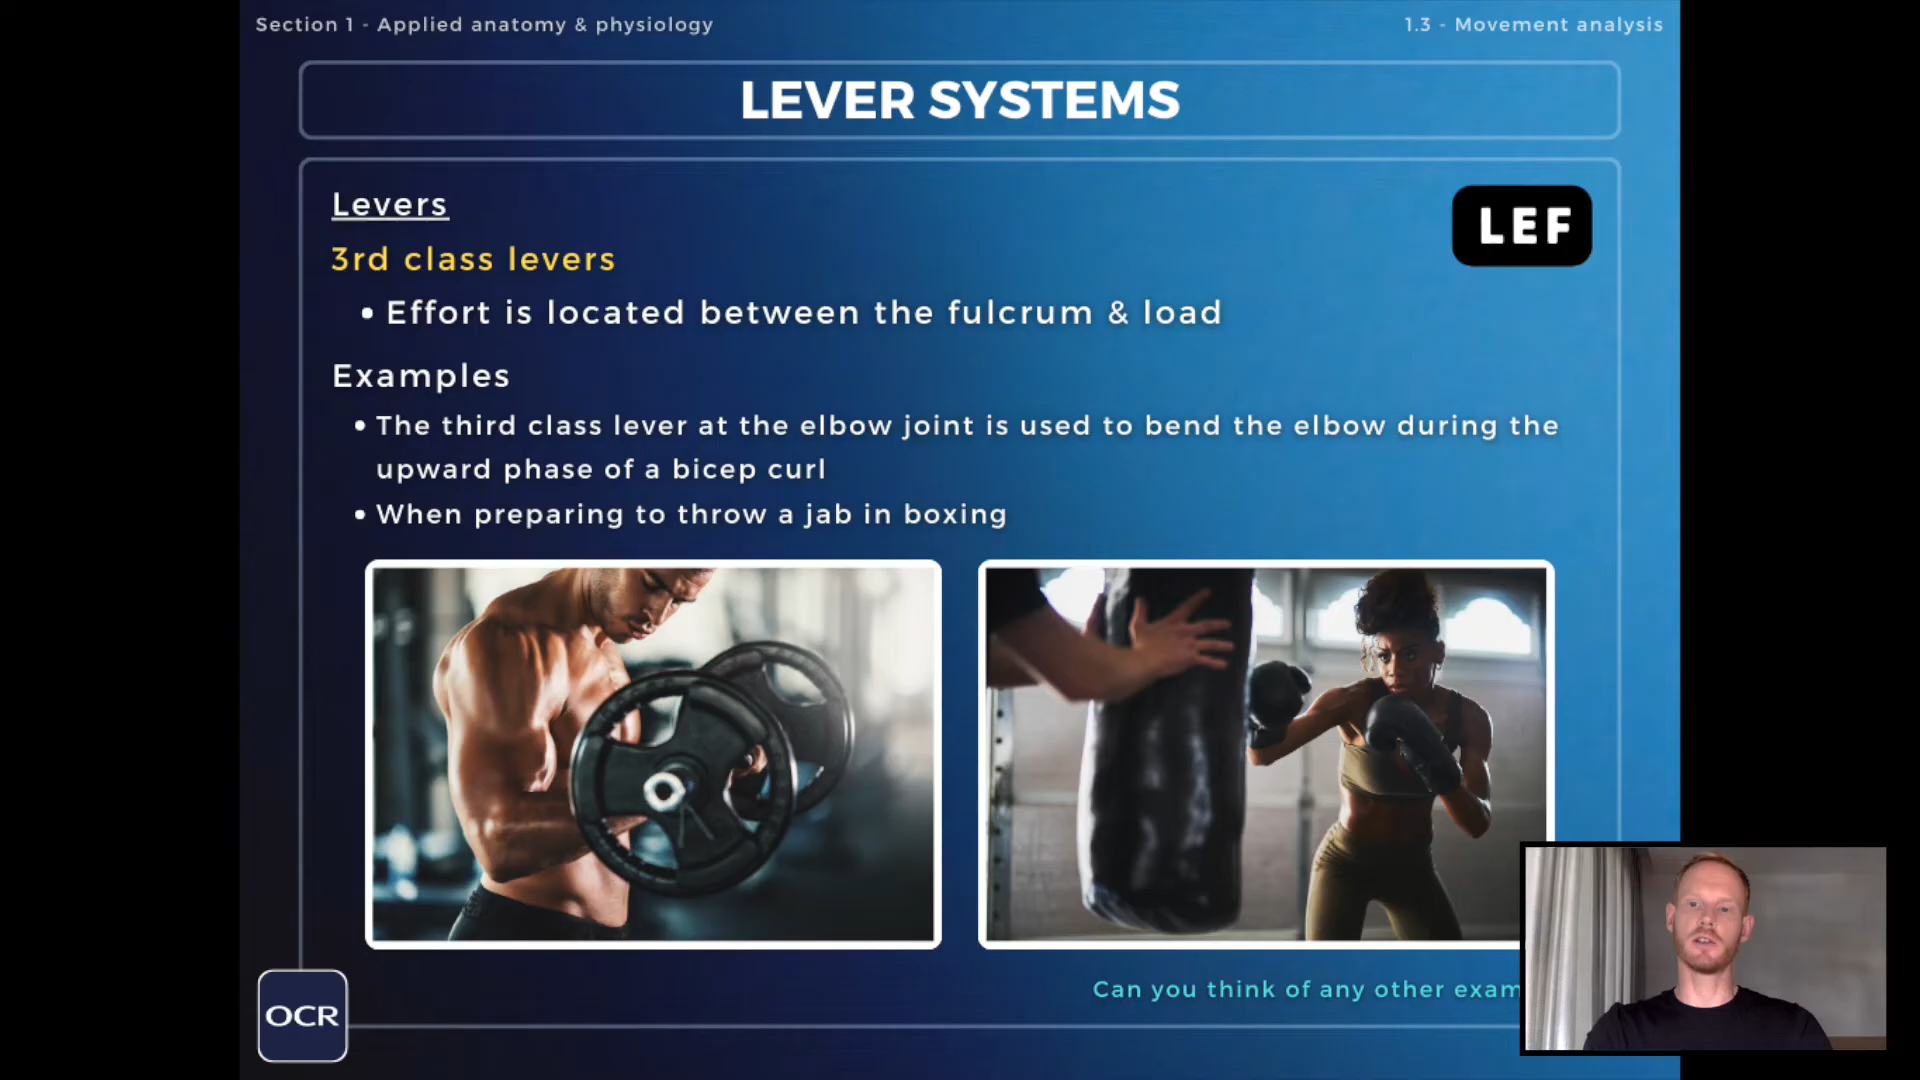 Section 1 - Applied anatomy & physiology
1.3 - Movement analysis
LEVER SYSTEMS
Levers
LEF
3rd class levers
• Effort is located between the fulcrum & load
Examples
• The third class lever at the elbow joint is used to bend the elbow during the
upward phase of a bicep curl
• When preparing to throw a jab in boxing
Can you think of any other exam
OCR